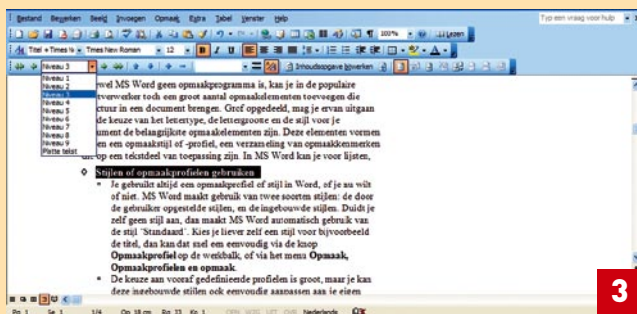 Bestand Bewerken Beeld Invoegen Opmaak Extra Tabel Venster Help
Typ een vraag voor hulp
100% Lezen
Titel + Times N Times New Roman 12 B I U
Niveau 3 Inhoudsopgave bijwerken
Niveau 1
Niveau 2
Niveau 3
Niveau 4
Niveau 5
Niveau 6
Niveau 7
Niveau 8
Niveau 9
Platte tekst
wel MS Word geen opmaakprogramma is, kan je in de populaire
tverwerker toch een groot aantal opmaakelementen toevoegen die
ctuur in een document brengen. Grof opgedeeld, mag je ervan uitgaan
de keuze van het lettertype, de lettergrootte en de stijl voor je
ument de belangrijkste opmaakelementen zijn. Deze elementen vormen
en een opmaakstijl of -profiel, een verzameling van opmaakkenmerken
die op een tekstdeel van toepassing zijn. In MS Word kan je voor lijsten,
Stijlen of opmaakprofielen gebruiken
Je gebruikt altijd een opmaakprofiel of stijl in Word, of je nu wilt
of niet. MS Word maakt gebruik van twee soorten stijlen: de door
de gebruiker opgestelde stijlen, en de ingebouwde stijlen. Duidt je
zelf geen stijl aan, dan maakt MS Word automatisch gebruik van
de stijl 'Standaard'. Kies je liever zelf een stijl voor bijvoorbeeld
de titel, dan kan dat snel een eenvoudig via de knop
Opmaakprofiel op de werkbalk, of via het menu Opmaak,
Opmaakprofielen en opmaak.
De keuze aan vooraf gedefinieerde profielen is groot, maar je kan
deze ingebouwde stijlen ook eenvoudig aanpassen aan je eigen
3
Pg. 1 Se. 1 1/4 Op 18 cm Rg. 33 Ko. 1 OPN WZG UIT OVR Nederlands